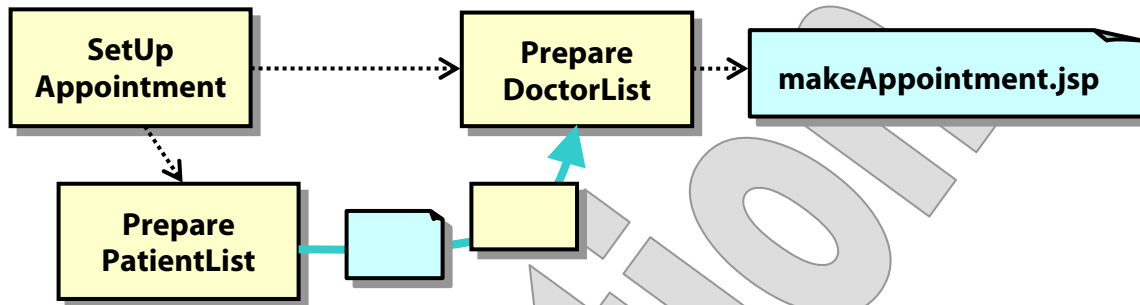 SetUp
Appointment
Prepare
DoctorList
makeAppointment.jsp
Prepare
PatientList